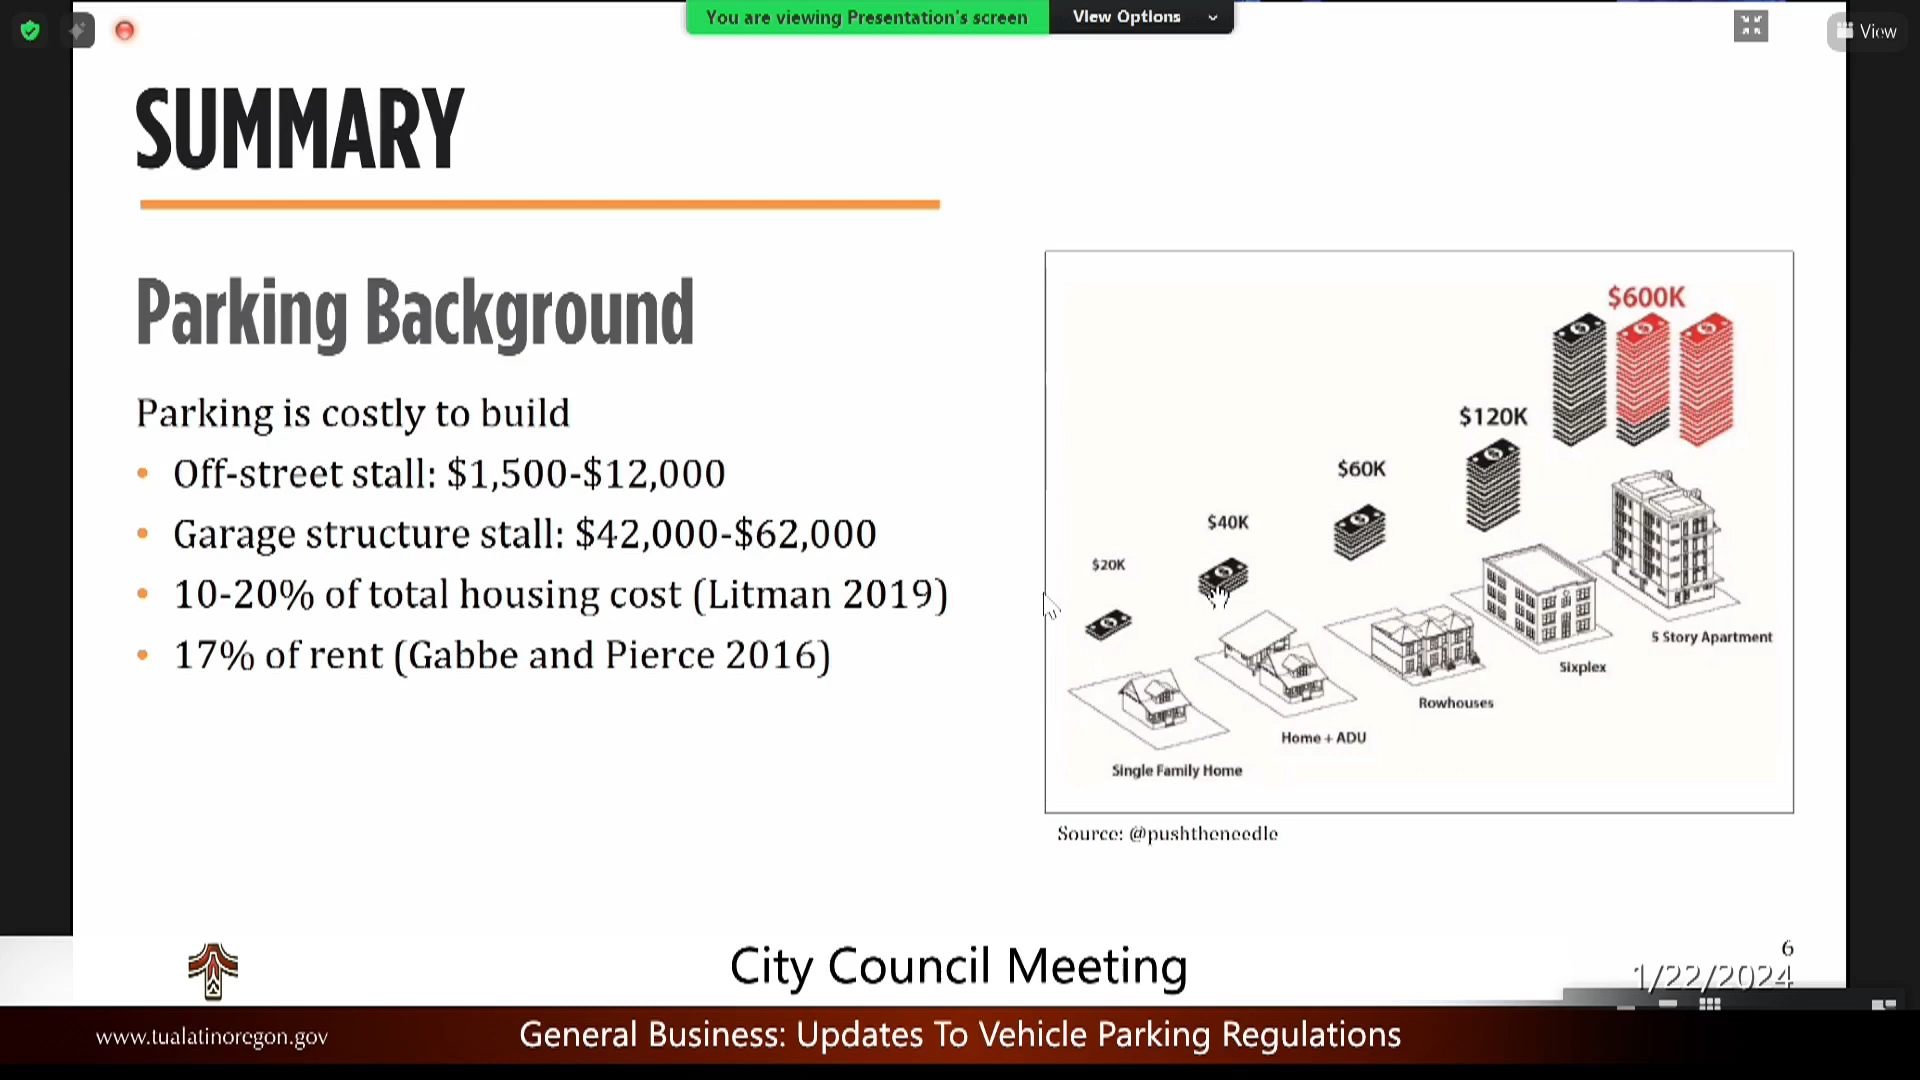 You are viewing Presentation's screen
View Options
View
SUMMARY
Parking Background
Parking is costly to build
• Off-street stall: $1,500-$12,000
• Garage structure stall: $42,000-$62,000
• 10-20% of total housing cost (Litman 2019)
• 17% of rent (Gabbe and Pierce 2016)
$600K
$120K
$60K
$40K
$20K
5 Story Apartment
Sixplex
Rowhouses
Home + ADU
Single Family Home
Source: @pushtheneedle
City Council Meeting
6
1/22/2024
www.tualatinoregon.gov
General Business: Updates To Vehicle Parking Regulations